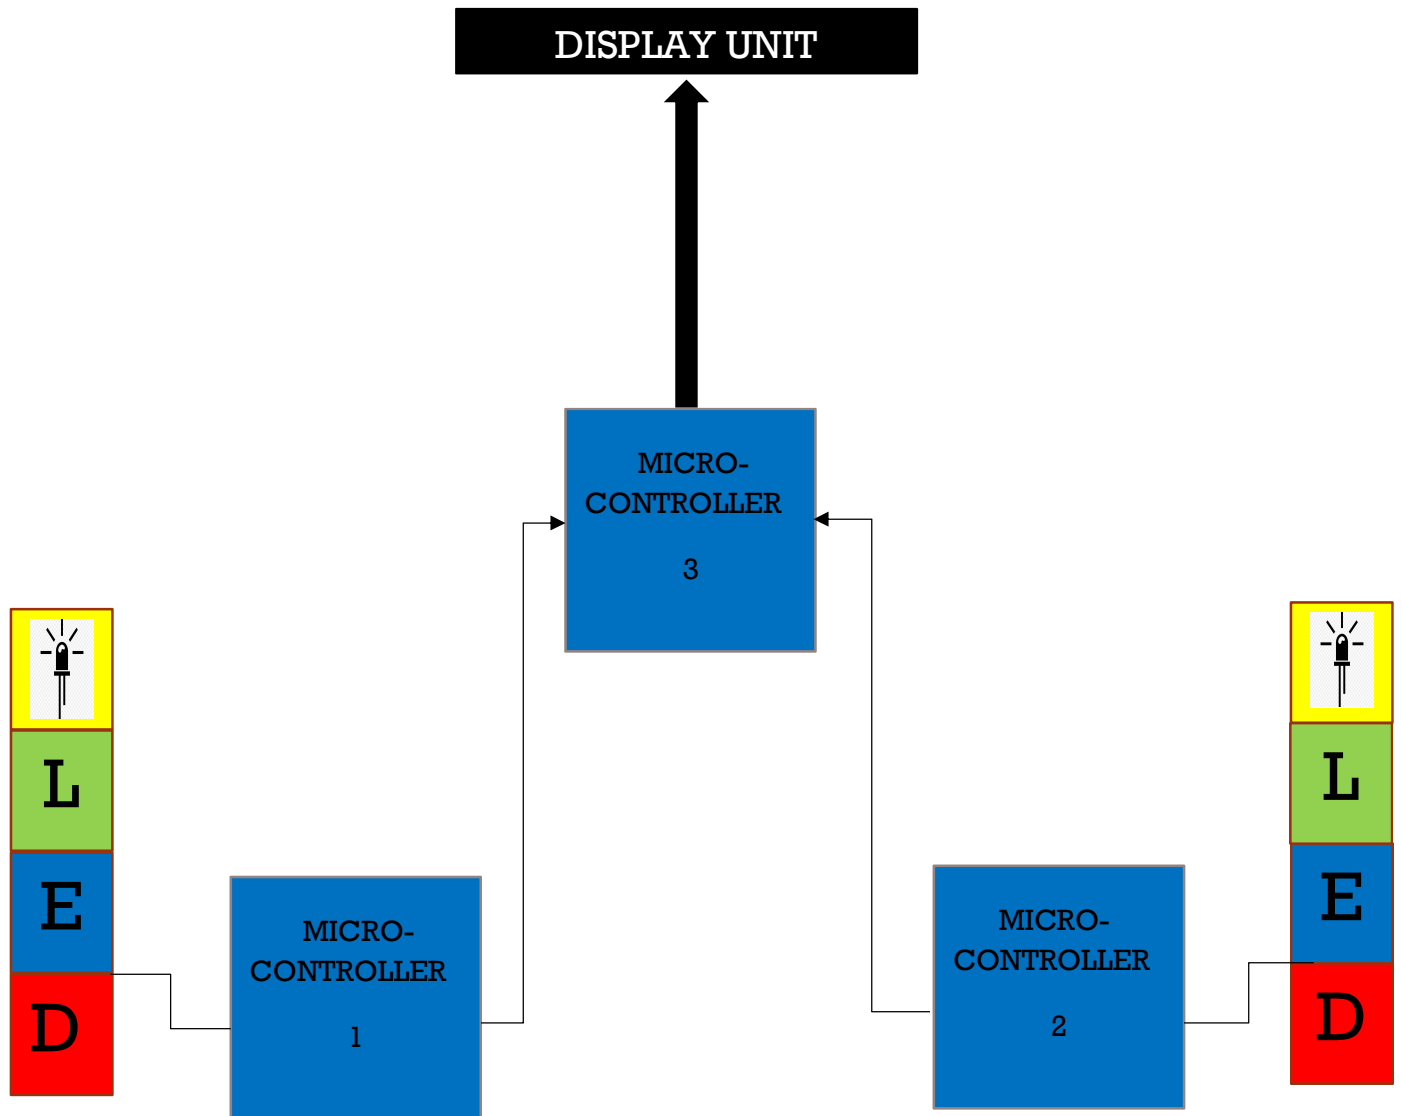 DISPLAY UNIT
MICRO-
CONTROLLER
3
L
E
D
MICRO-
CONTROLLER
1
MICRO-
CONTROLLER
2
L
E
D